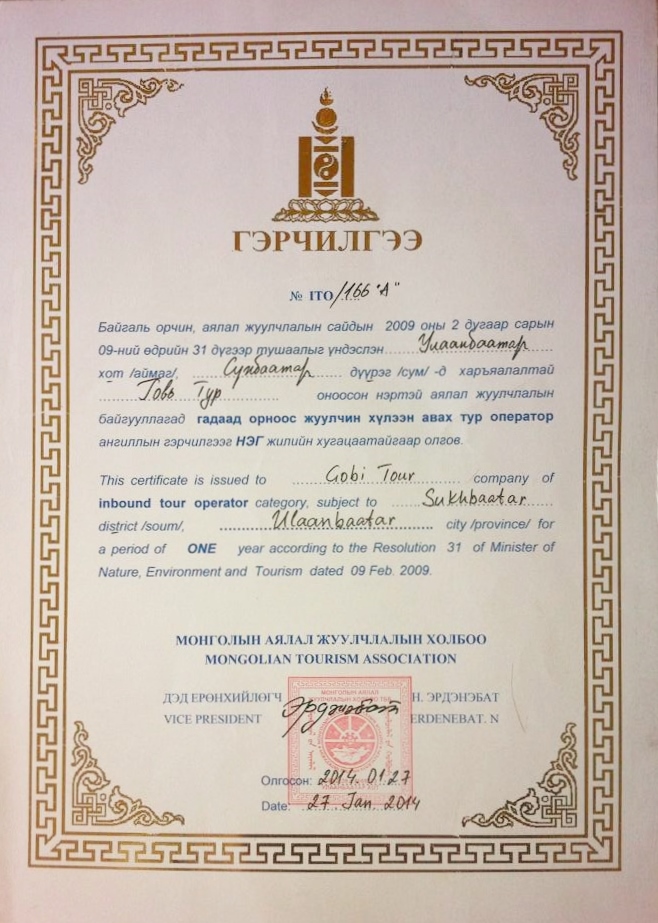 ГЭРЧИЛГЭЭ
№ ITO/166 "А"
Байгаль орчин, аялал жуулчлалын сайдын 2009 оны 2 дугаар сарын
09-ний өдрийн 31 дүгээр тушаалыг үндэслэн Улаанбаатар
хот /аймаг/, Сүхбаатар дүүрэг /сум/ -д харъяалалтай
Говь Тур оноосон нэртэй аялал жуулчлалын
байгууллагад гадаад орноос жуулчин хүлээн авах тур оператор
ангиллын гэрчилгээг НЭГ жилийн хугацаатайгаар олгов.
This certificate is issued to Gobi Tour company of
inbound tour operator category, subject to Sukhbaatar
district /soum/, Ulaanbaatar city /province/ for
a period of ONE year according to the Resolution 31 of Minister of
Nature, Environment and Tourism dated 09 Feb. 2009.
МОНГОЛЫН АЯЛАЛ ЖУУЛЧЛАЛЫН ХОЛБОО
MONGOLIAN TOURISM ASSOCIATION
ДЭД ЕРӨНХИЙЛӨГЧ Н. ЭРДЭНЭБАТ
VICE PRESIDENT ERDENEBAT. N
МОНГОЛЫН АЯЛАЛ
Олгосон: 2014.01.27
Date: 27. Jan. 2014